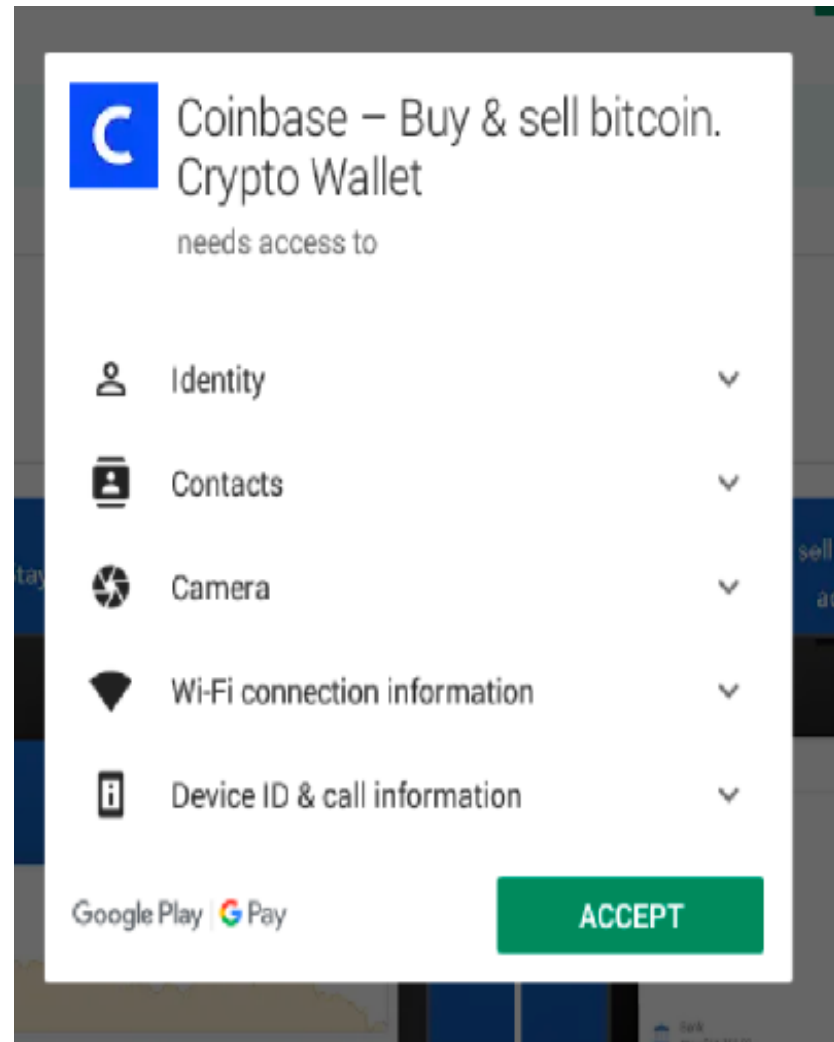 Coinbase – Buy & sell bitcoin.
Crypto Wallet
needs access to
Identity
Contacts
Camera
Wi-Fi connection information
Device ID & call information
Google Play | G Pay
ACCEPT
sell